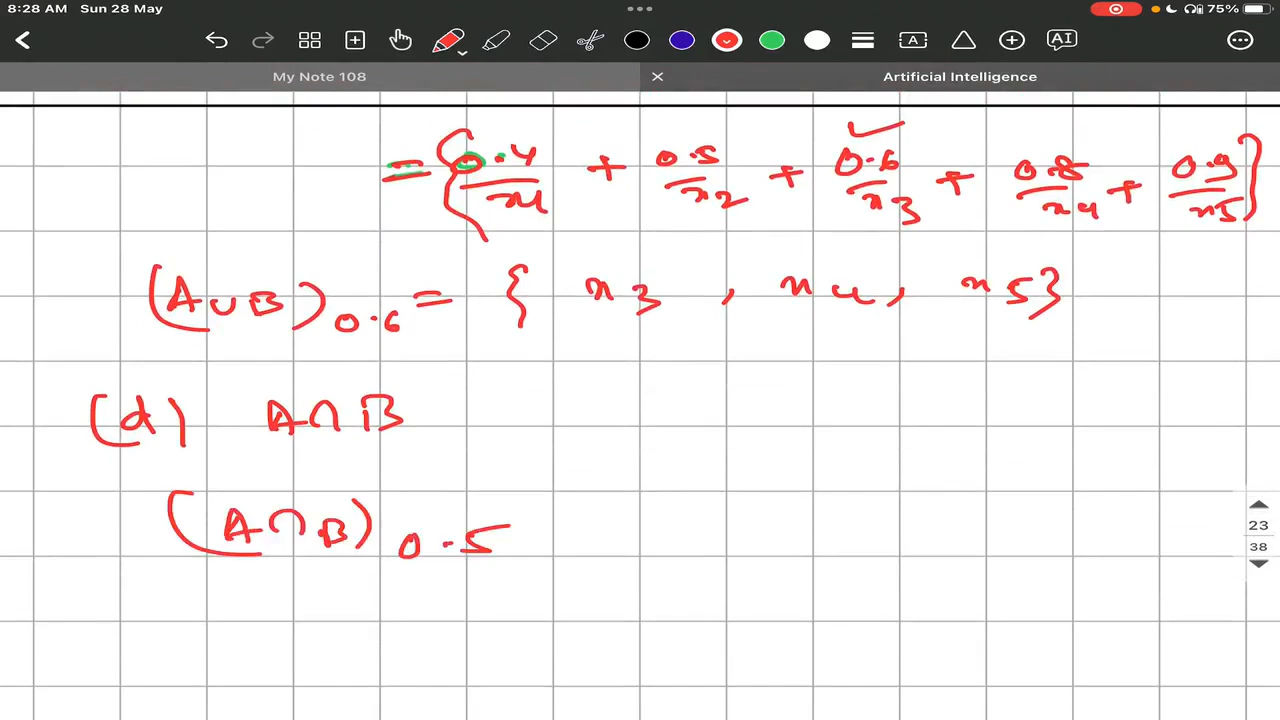 8:28 AM Sun 28 May
75%
My Note 108
Artificial Intelligence
= { 0.4/x1 + 0.5/x2 + 0.6/x3 + 0.8/x4 + 0.9/x5 }
(A∪B)0.6 = { x3 , x4, x5}
(d) A∩B
(A∩B)0.5
23
38